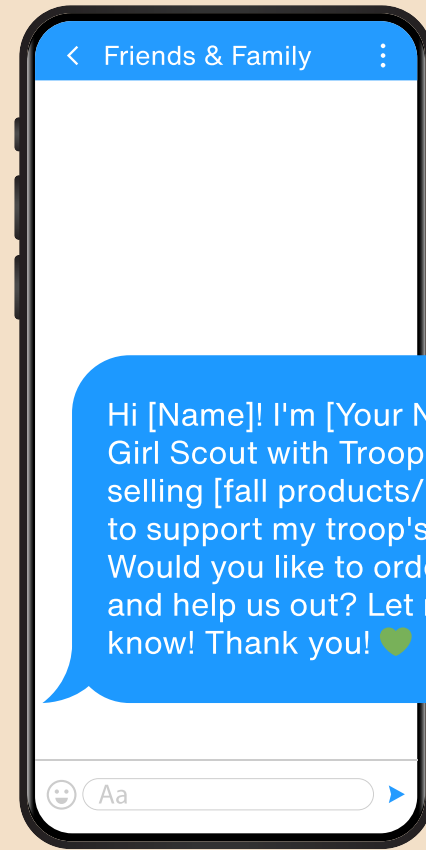 Friends & Family
Hi [Name]! I'm [Your
Girl Scout with Troop
selling [fall products/
to support my troop's
Would you like to
and help us out? Let
know! Thank you! 💚
Aa